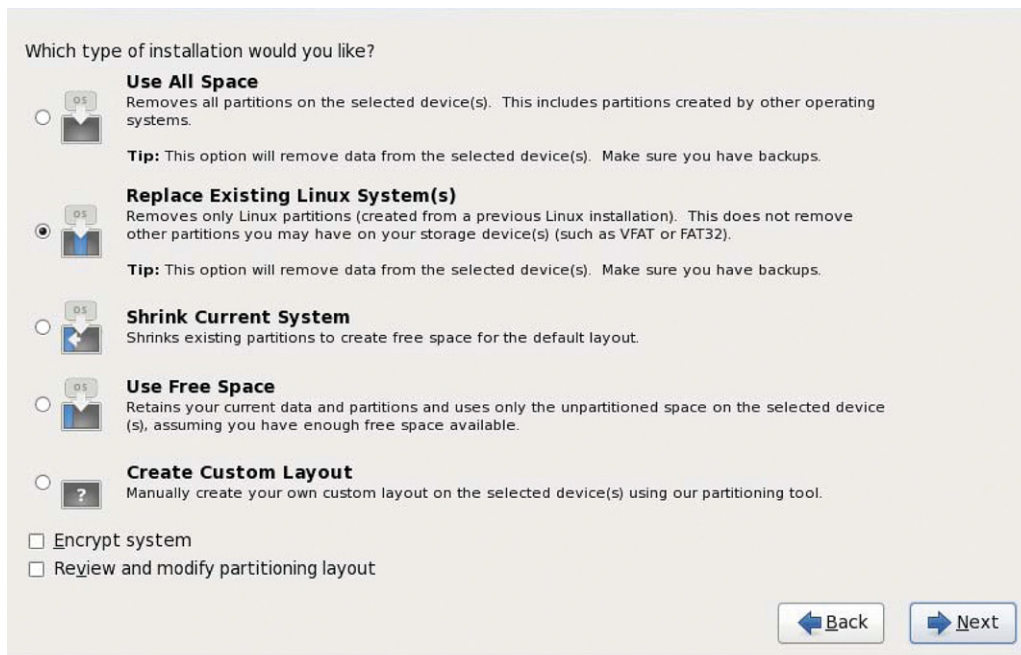 Which type of installation would you like?
OS
Use All Space
Removes all partitions on the selected device(s). This includes partitions created by other operating
systems.
Tip: This option will remove data from the selected device(s). Make sure you have backups.
OS
Replace Existing Linux System(s)
Removes only Linux partitions (created from a previous Linux installation). This does not remove
other partitions you may have on your storage device(s) (such as VFAT or FAT32).
Tip: This option will remove data from the selected device(s). Make sure you have backups.
OS
Shrink Current System
Shrinks existing partitions to create free space for the default layout.
OS
Use Free Space
Retains your current data and partitions and uses only the unpartitioned space on the selected device
(s), assuming you have enough free space available.
?
Create Custom Layout
Manually create your own custom layout on the selected device(s) using our partitioning tool.
Encrypt system
Review and modify partitioning layout
Back
Next